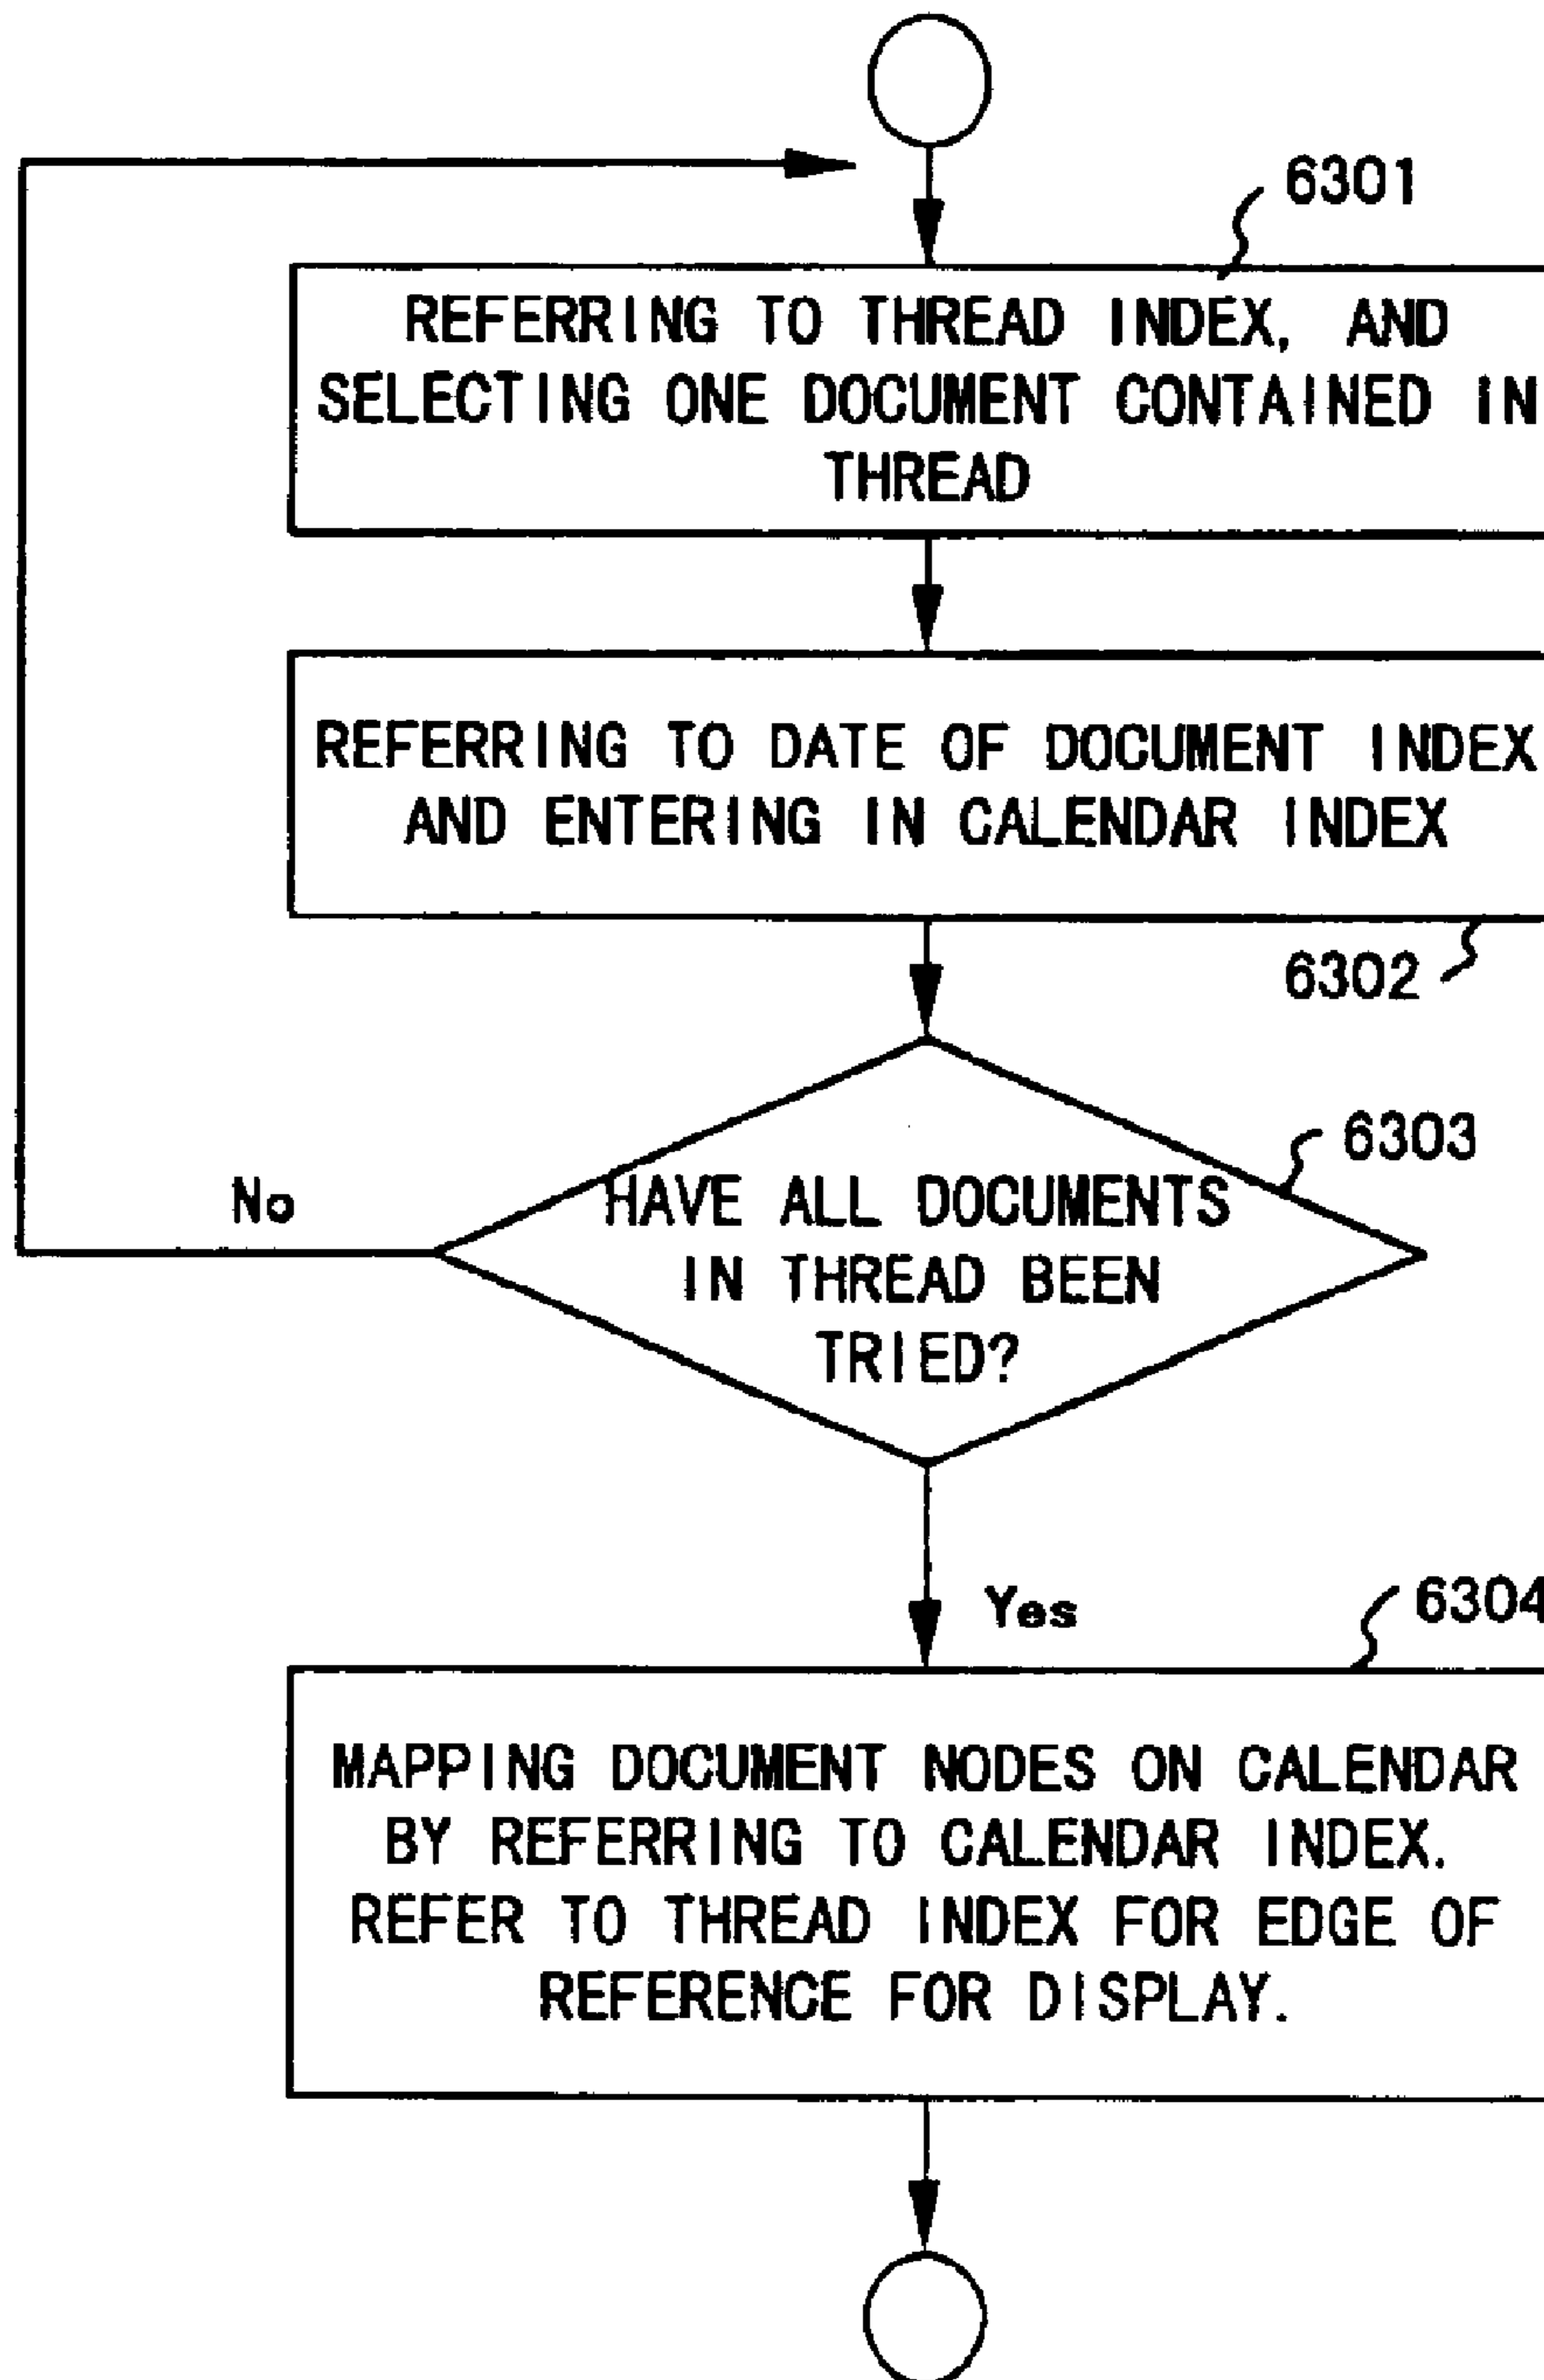 6301
REFERRING TO THREAD INDEX, AND
SELECTING ONE DOCUMENT CONTAINED IN
THREAD
REFERRING TO DATE OF DOCUMENT INDEX
AND ENTERING IN CALENDAR INDEX
6302
6303
HAVE ALL DOCUMENTS
IN THREAD BEEN
TRIED?
No
Yes
6304
MAPPING DOCUMENT NODES ON CALENDAR
BY REFERRING TO CALENDAR INDEX.
REFER TO THREAD INDEX FOR EDGE OF
REFERENCE FOR DISPLAY.